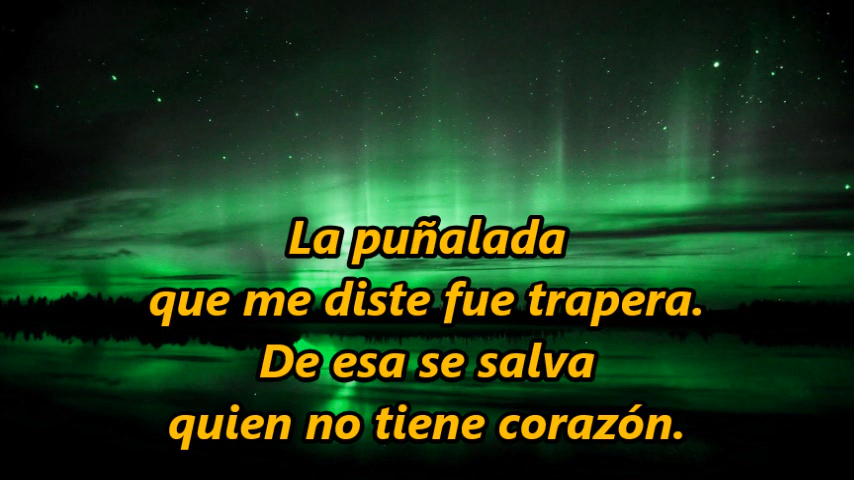 La puñalada
que me diste fue trapera.
De esa se salva
quien no tiene corazón.